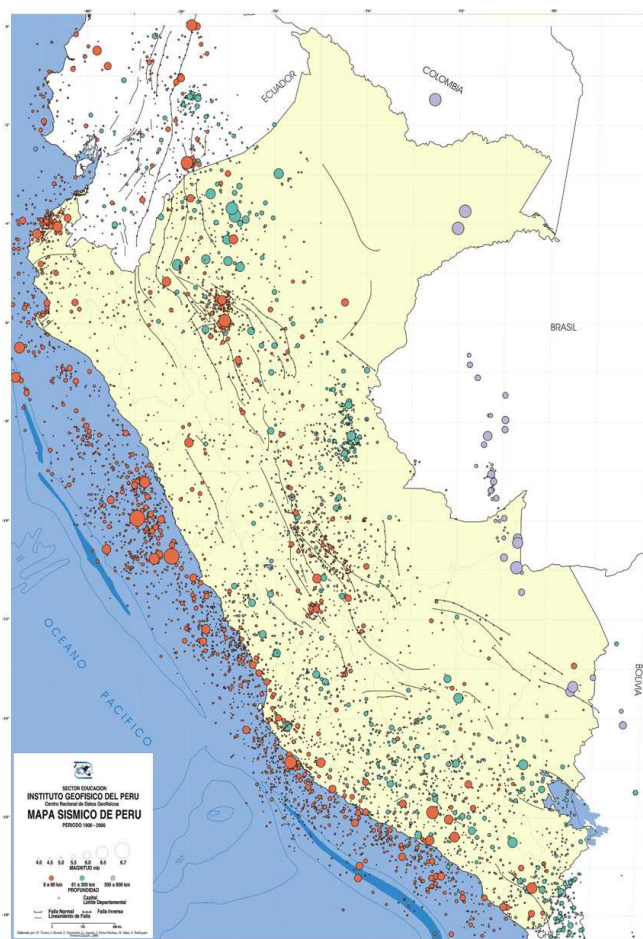 ECUADOR
COLOMBIA
BRASIL
OCEANO PACIFICO
BOLIVIA
SECTOR EDUCACION
INSTITUTO GEOFISICO DEL PERU
Centro Nacional de Datos Geofísicos
MAPA SISMICO DE PERU
PERIODO 1900 - 2000
4.0 4.5 5.0 5.5 6.0 6.5 6.7
MAGNITUD mb
0 a 60 km 61 a 300 km 300 a 600 km
PROFUNDIDAD
Capital
Límite Departamental
Falla Normal Falla Inversa
Lineamiento de Falla